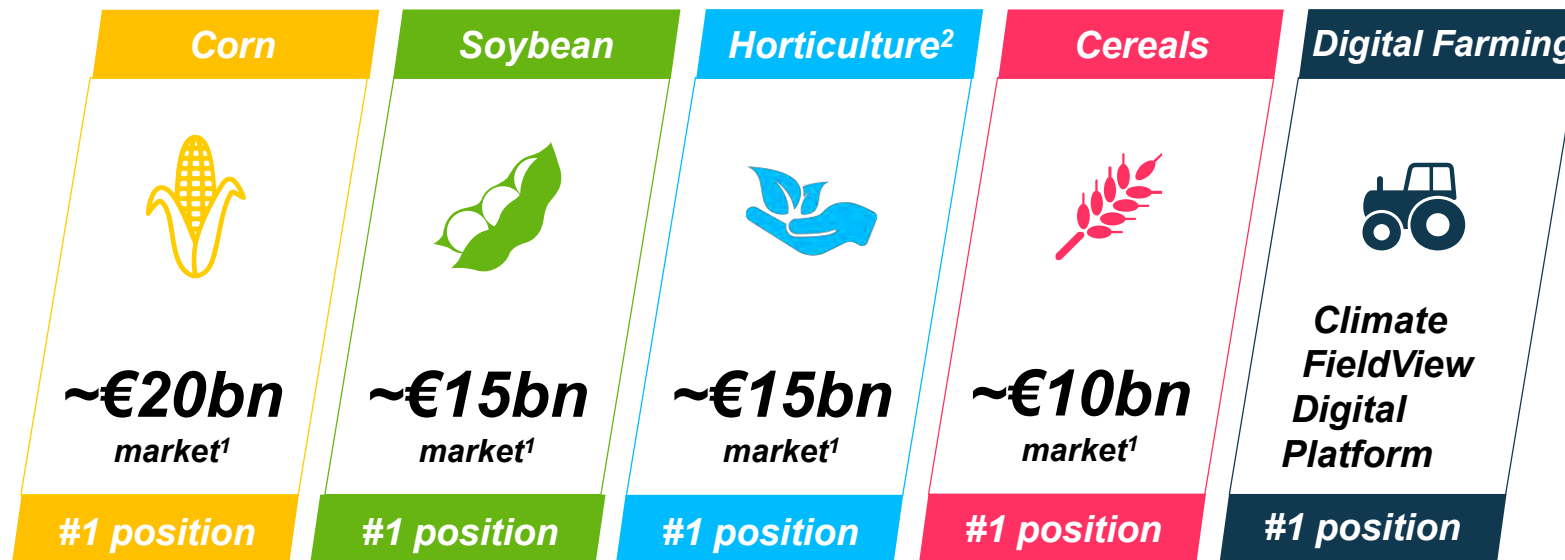 Corn
~€20bn
market¹
#1 position
Soybean
~€15bn
market¹
#1 position
Horticulture²
~€15bn
market¹
#1 position
Cereals
~€10bn
market¹
#1 position
Digital Farming
Climate
FieldView
Digital
Platform
#1 position